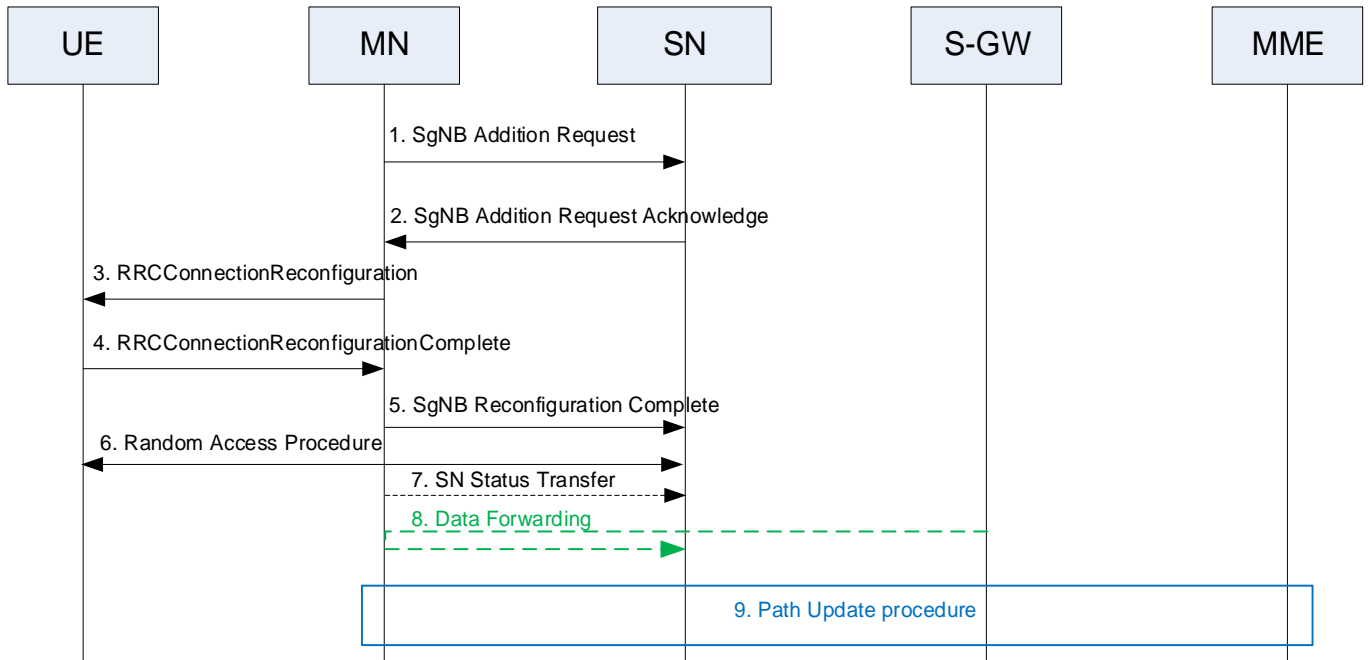 UE
MN
SN
S-GW
MME
1. SgNB Addition Request
2. SgNB Addition Request Acknowledge
3. RRCConnectionReconfiguration
4. RRCConnectionReconfigurationComplete
5. SgNB Reconfiguration Complete
6. Random Access Procedure
7. SN Status Transfer
8. Data Forwarding
9. Path Update procedure